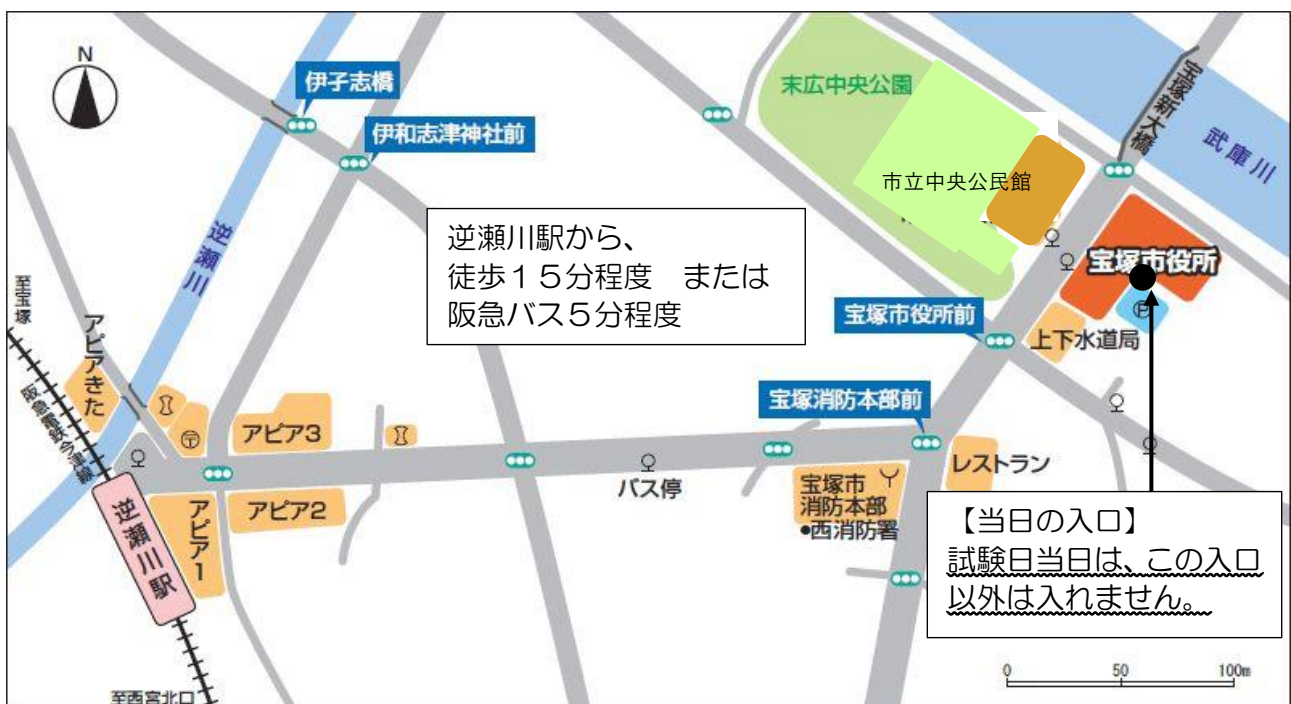 N
伊子志橋
伊和志津神社前
末広中央公園
宝塚新大橋
武庫川
市立中央公民館
逆瀬川
逆瀬川駅から、
徒歩15分程度　または
阪急バス5分程度
宝塚市役所
P
至宝塚
アピアきた
宝塚市役所前
上下水道局
阪急電鉄今津線
宝塚消防本部前
アピア3
レストラン
バス停
宝塚市
消防本部
●西消防署
アピア2
アピア1
逆瀬川駅
【当日の入口】
試験日当日は、この入口
以外は入れません。
0 50 100m
至西宮北口